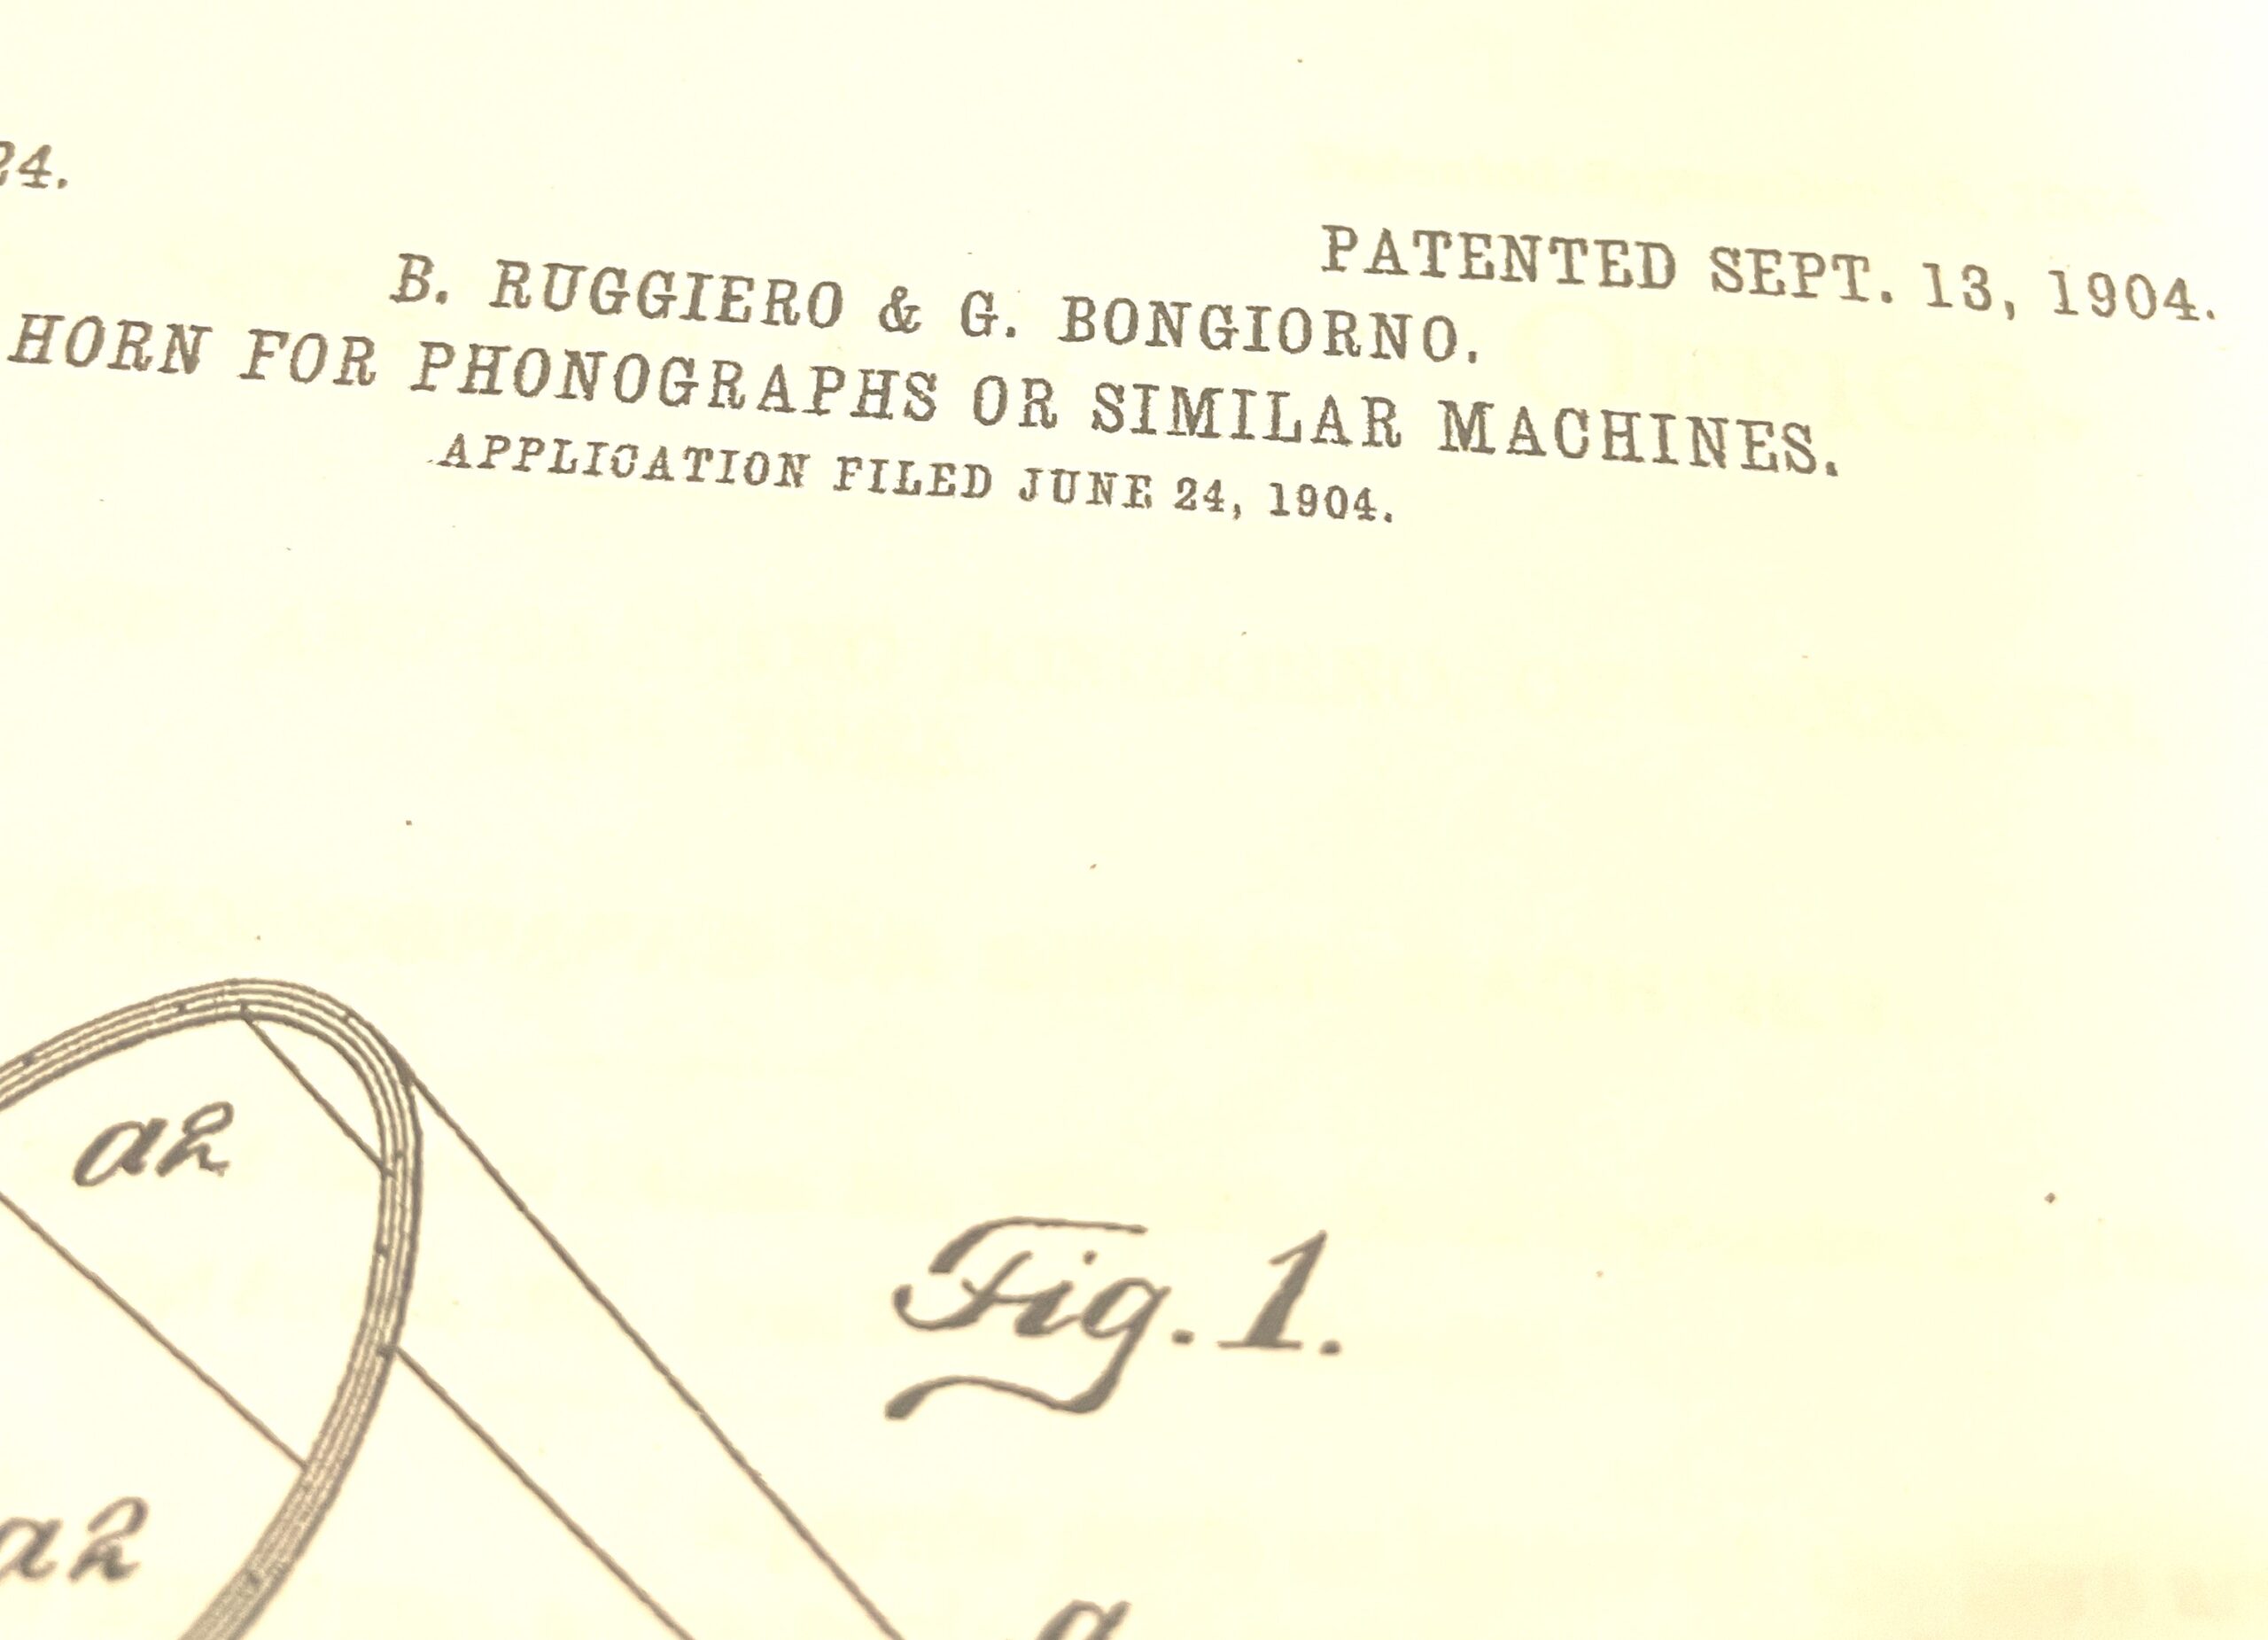 24.
PATENTED SEPT. 13, 1904.
B. RUGGIERO & G. BONGIORNO.
HORN FOR PHONOGRAPHS OR SIMILAR MACHINES.
APPLICATION FILED JUNE 24, 1904.
a2
Fig. 1.
a2
a